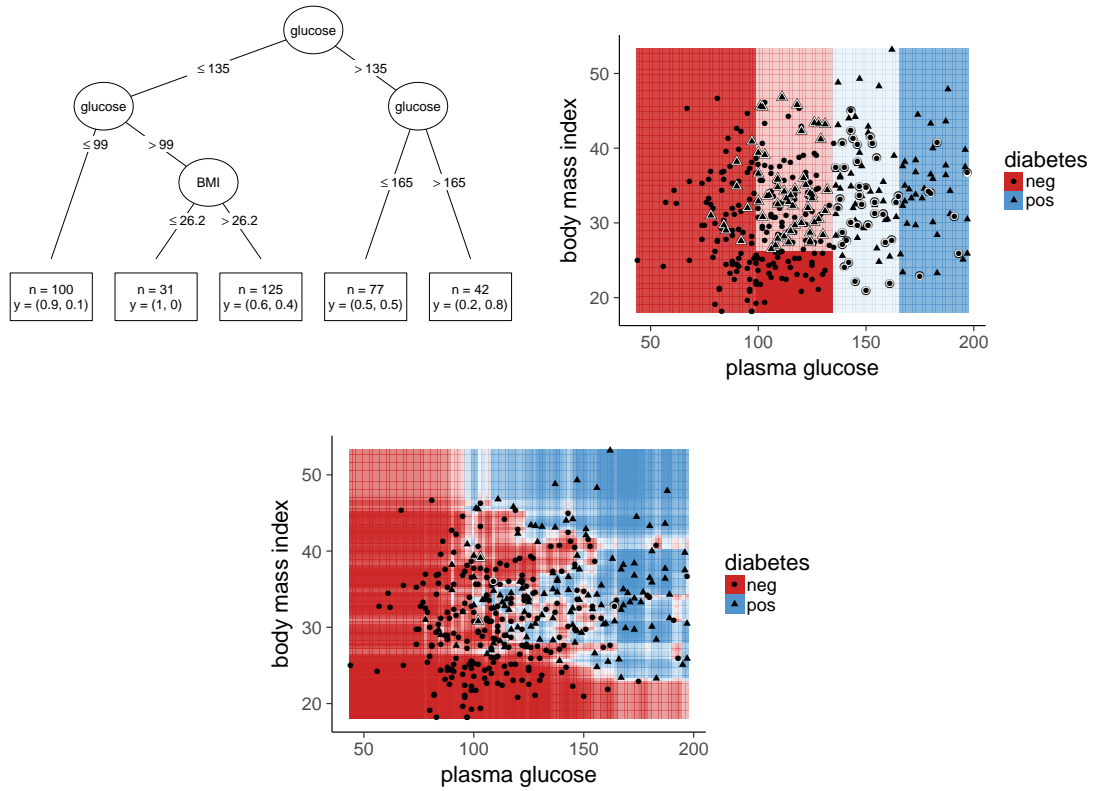 glucose
≤ 135
> 135
glucose
glucose
≤ 99
> 99
BMI
≤ 165
> 165
≤ 26.2
> 26.2
n = 100
y = (0.9, 0.1)
n = 31
y = (1, 0)
n = 125
y = (0.6, 0.4)
n = 77
y = (0.5, 0.5)
n = 42
y = (0.2, 0.8)
body mass index
50
40
30
20
50
100
150
200
plasma glucose
diabetes
neg
pos
body mass index
50
40
30
20
50
100
150
200
plasma glucose
diabetes
neg
pos